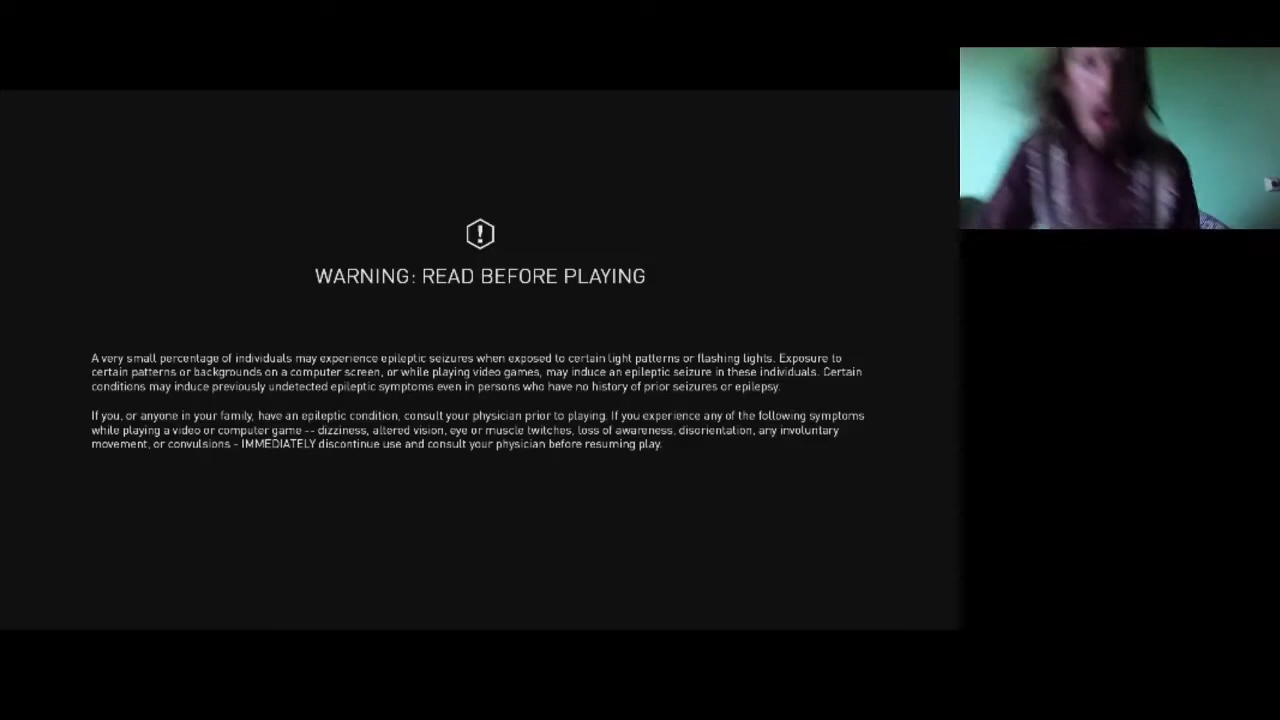 WARNING: READ BEFORE PLAYING
A very small percentage of individuals may experience epileptic seizures when exposed to certain light patterns or flashing lights. Exposure to
certain patterns or backgrounds on a computer screen, or while playing video games, may induce an epileptic seizure in these individuals. Certain
conditions may induce previously undetected epileptic symptoms even in persons who have no history of prior seizures or epilepsy.
If you, or anyone in your family, have an epileptic condition, consult your physician prior to playing. If you experience any of the following symptoms
while playing a video or computer game -- dizziness, altered vision, eye or muscle twitches, loss of awareness, disorientation, any involuntary
movement, or convulsions - IMMEDIATELY discontinue use and consult your physician before resuming play.